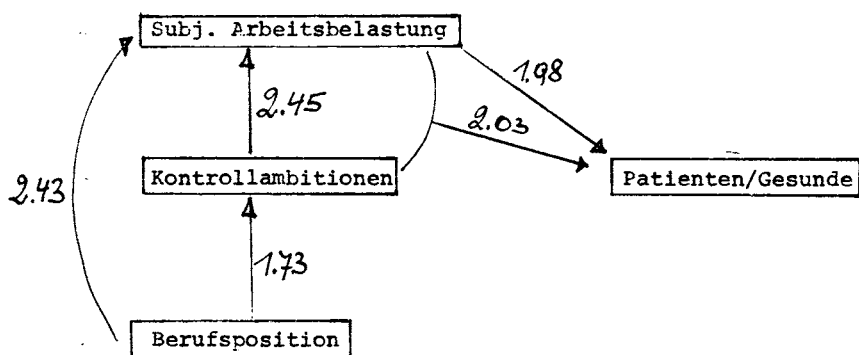 Subj. Arbeitsbelastung
1.98
2.45
2.03
Kontrollambitionen
Patienten/Gesunde
2.43
1.73
Berufsposition